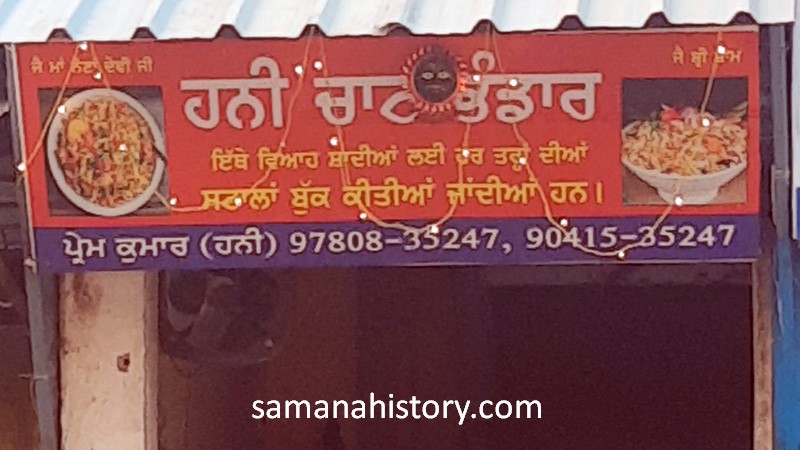 ਜੈ ਮਾਂ ਨੈਣਾ ਦੇਵੀ ਜੀ
ਜੈ ਸ਼੍ਰੀ ਰਾਮ
ਹਨੀ ਚਾਟ ਭੰਡਾਰ
ਇੱਥੇ ਵਿਆਹ ਸ਼ਾਦੀਆਂ ਲਈ ਹਰ ਤਰ੍ਹਾਂ ਦੀਆਂ
ਸਟਾਲਾਂ ਬੁੱਕ ਕੀਤੀਆਂ ਜਾਂਦੀਆਂ ਹਨ।
ਪ੍ਰੇਮ ਕੁਮਾਰ (ਹਨੀ) 97808-35247, 90415-35247
samanahistory.com